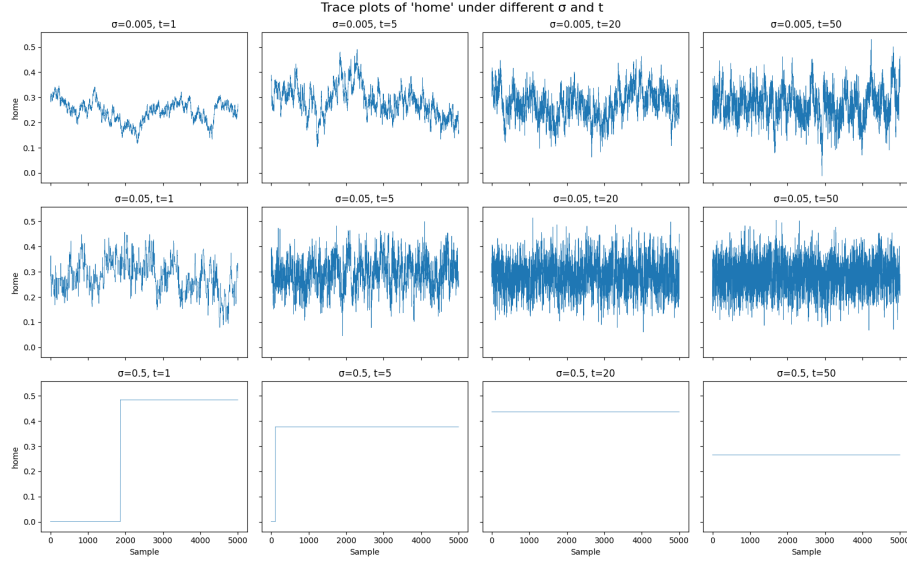 Trace plots of 'home' under different σ and t
σ=0.005, t=1
σ=0.005, t=5
σ=0.005, t=20
σ=0.005, t=50
0.5
0.4
0.3
0.2
0.1
0.0
home
σ=0.05, t=1
σ=0.05, t=5
σ=0.05, t=20
σ=0.05, t=50
0.5
0.4
0.3
0.2
0.1
0.0
home
σ=0.5, t=1
σ=0.5, t=5
σ=0.5, t=20
σ=0.5, t=50
0.5
0.4
0.3
0.2
0.1
0.0
home
0 1000 2000 3000 4000 5000
0 1000 2000 3000 4000 5000
0 1000 2000 3000 4000 5000
0 1000 2000 3000 4000 5000
Sample
Sample
Sample
Sample